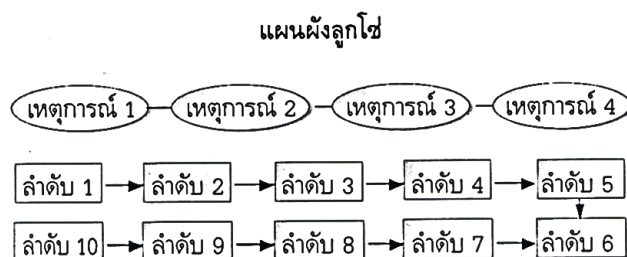 แผนผังลูกโซ่
เหตุการณ์ 1 เหตุการณ์ 2 เหตุการณ์ 3 เหตุการณ์ 4
ลำดับ 1 ลำดับ 2 ลำดับ 3 ลำดับ 4 ลำดับ 5
ลำดับ 10 ลำดับ 9 ลำดับ 8 ลำดับ 7 ลำดับ 6